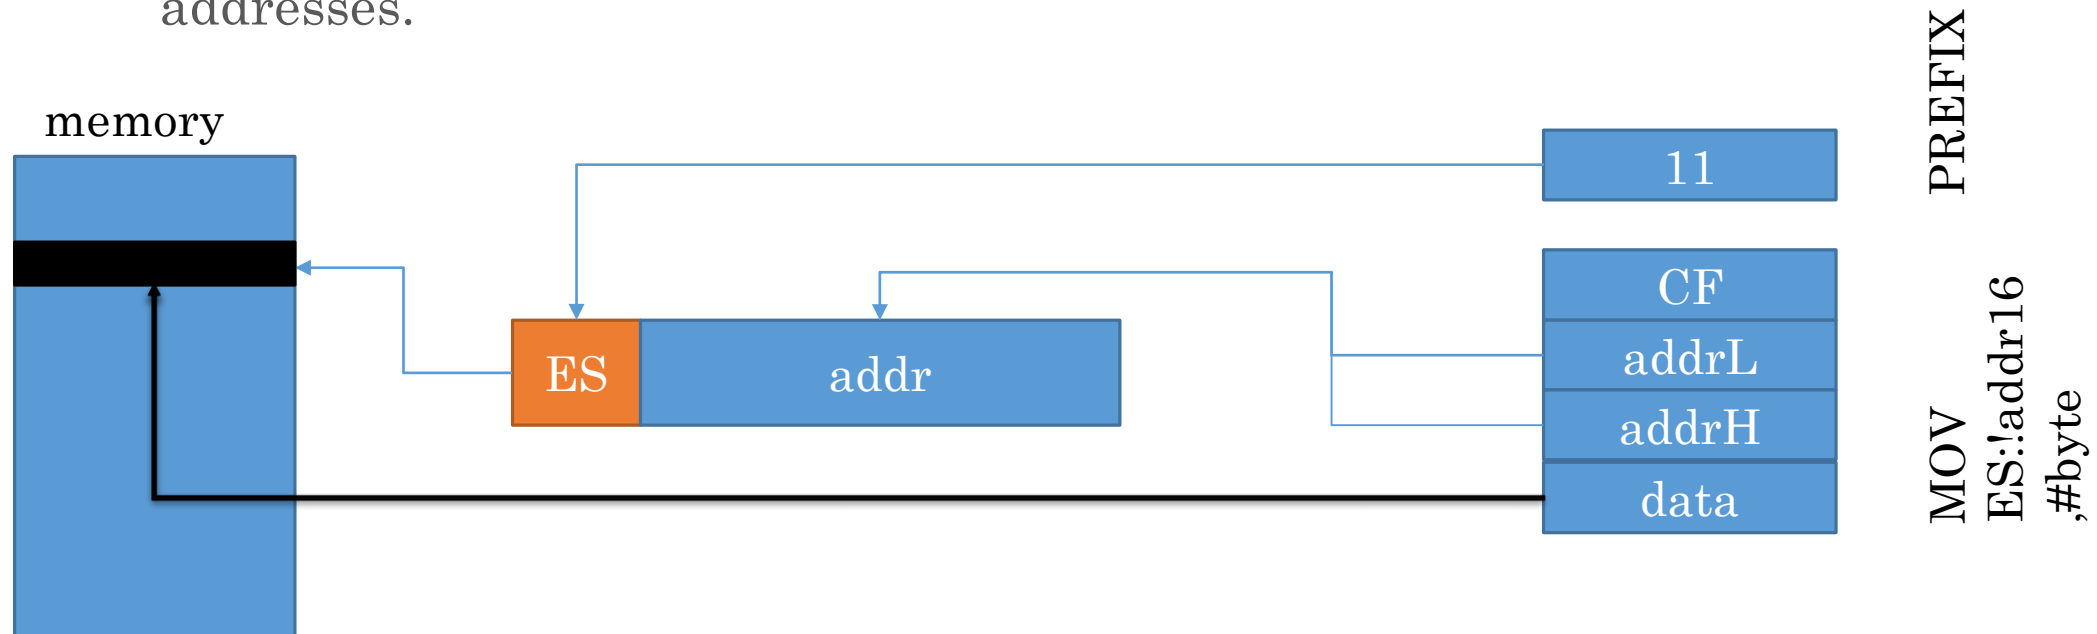 addresses.
memory
11
PREFIX
CF
addrL
addrH
data
ES
addr
MOV
ES:!addr16
,#byte